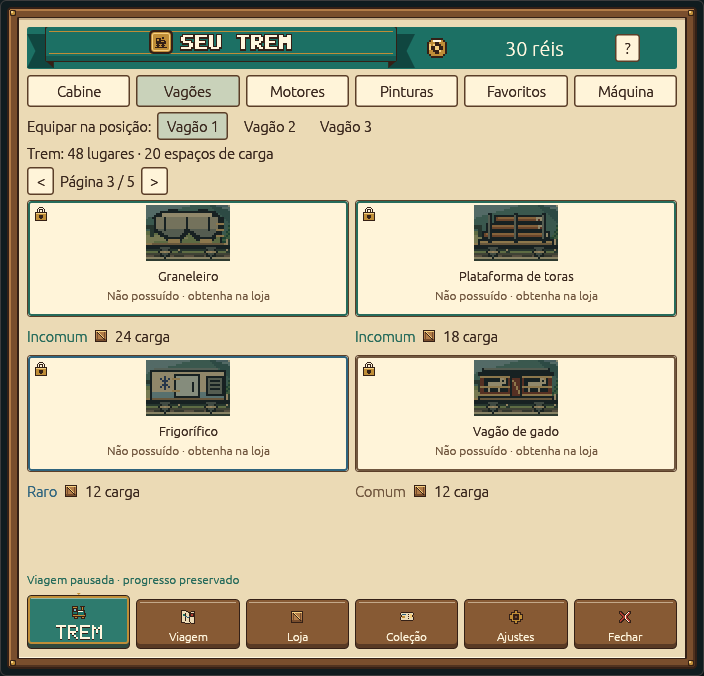 SEU TREM
30 réis
?
Cabine
Vagões
Motores
Pinturas
Favoritos
Máquina
Equipar na posição: Vagão 1 Vagão 2 Vagão 3
Trem: 48 lugares · 20 espaços de carga
< Página 3 / 5 >
Graneleiro
Não possuído · obtenha na loja
Incomum 24 carga
Plataforma de toras
Não possuído · obtenha na loja
Incomum 18 carga
Frigorífico
Não possuído · obtenha na loja
Raro 12 carga
Vagão de gado
Não possuído · obtenha na loja
Comum 12 carga
Viagem pausada · progresso preservado
TREM
Viagem
Loja
Coleção
Ajustes
Fechar